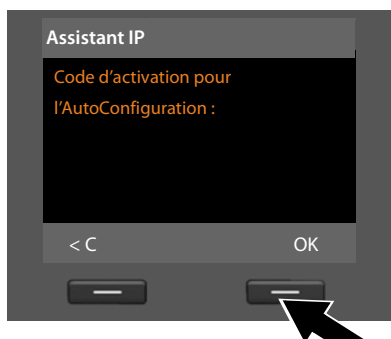 Assistant IP
Code d’activation pour
l’AutoConfiguration :
< C OK